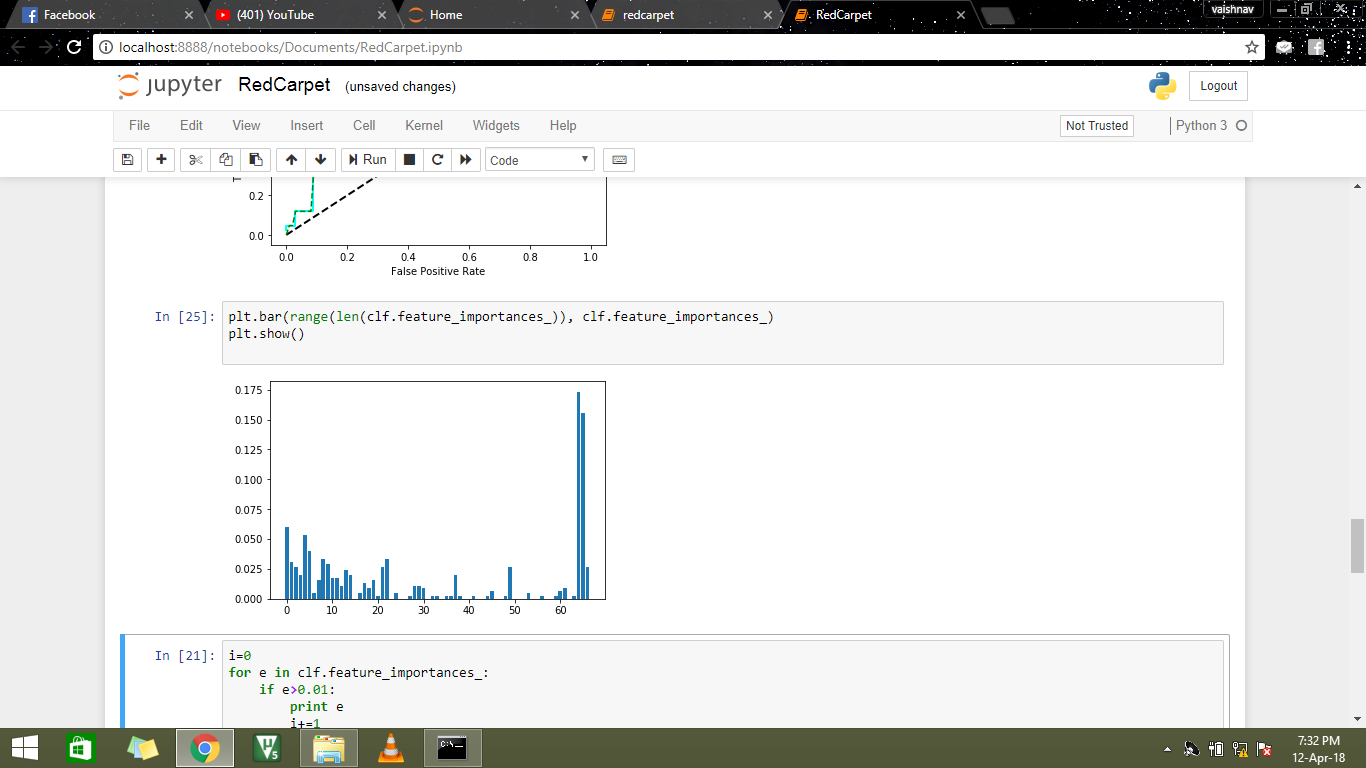 Facebook
(401) YouTube
Home
redcarpet
RedCarpet
vaishnav
localhost:8888/notebooks/Documents/RedCarpet.ipynb
jupyter RedCarpet (unsaved changes)
Logout
File Edit View Insert Cell Kernel Widgets Help
Not Trusted
Python 3
Run
Code
0.2
0.0
0.0 0.2 0.4 0.6 0.8 1.0
False Positive Rate
In [25]:
plt.bar(range(len(clf.feature_importances_)), clf.feature_importances_)
plt.show()
0.175
0.150
0.125
0.100
0.075
0.050
0.025
0.000
0 10 20 30 40 50 60
In [21]:
i=0
for e in clf.feature_importances_:
if e>0.01:
print e
i+=1
C:\
5
7:32 PM
12-Apr-18